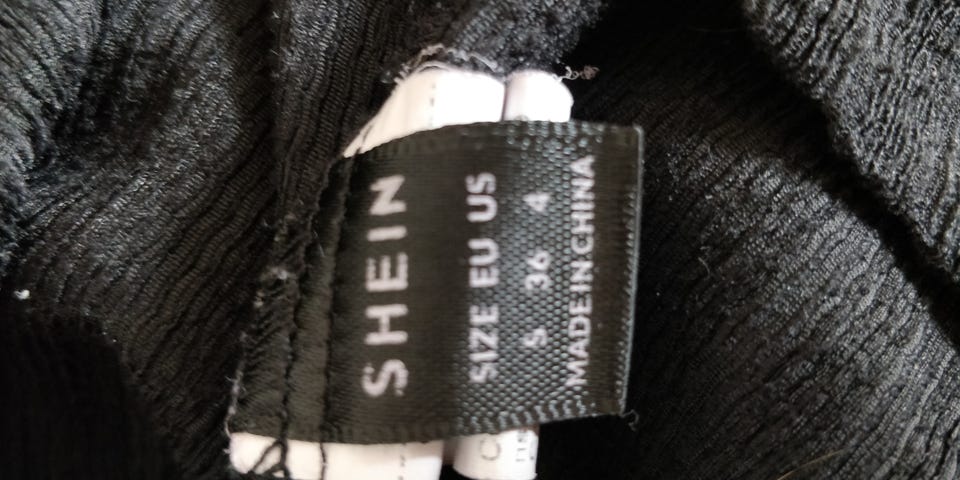 SHEIN
SIZE EU US
S 36 4
MADE IN CHINA